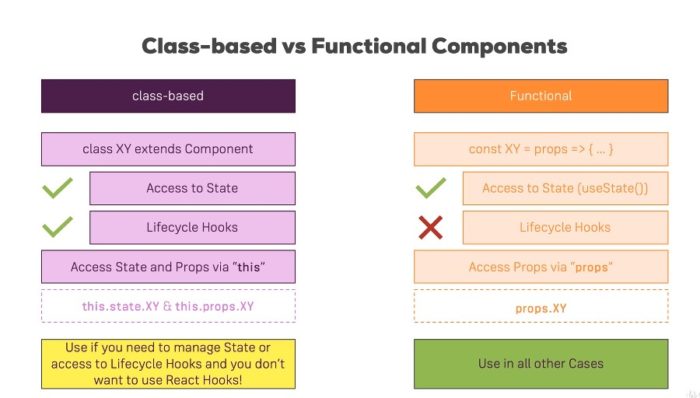 Class-based vs Functional Components
class-based
class XY extends Component
Access to State
Lifecycle Hooks
Access State and Props via “this”
this.state.XY & this.props.XY
Use if you need to manage State or
access to Lifecycle Hooks and you don’t
want to use React Hooks!
Functional
const XY = props => { ... }
Access to State (useState())
Lifecycle Hooks
Access Props via “props”
props.XY
Use in all other Cases